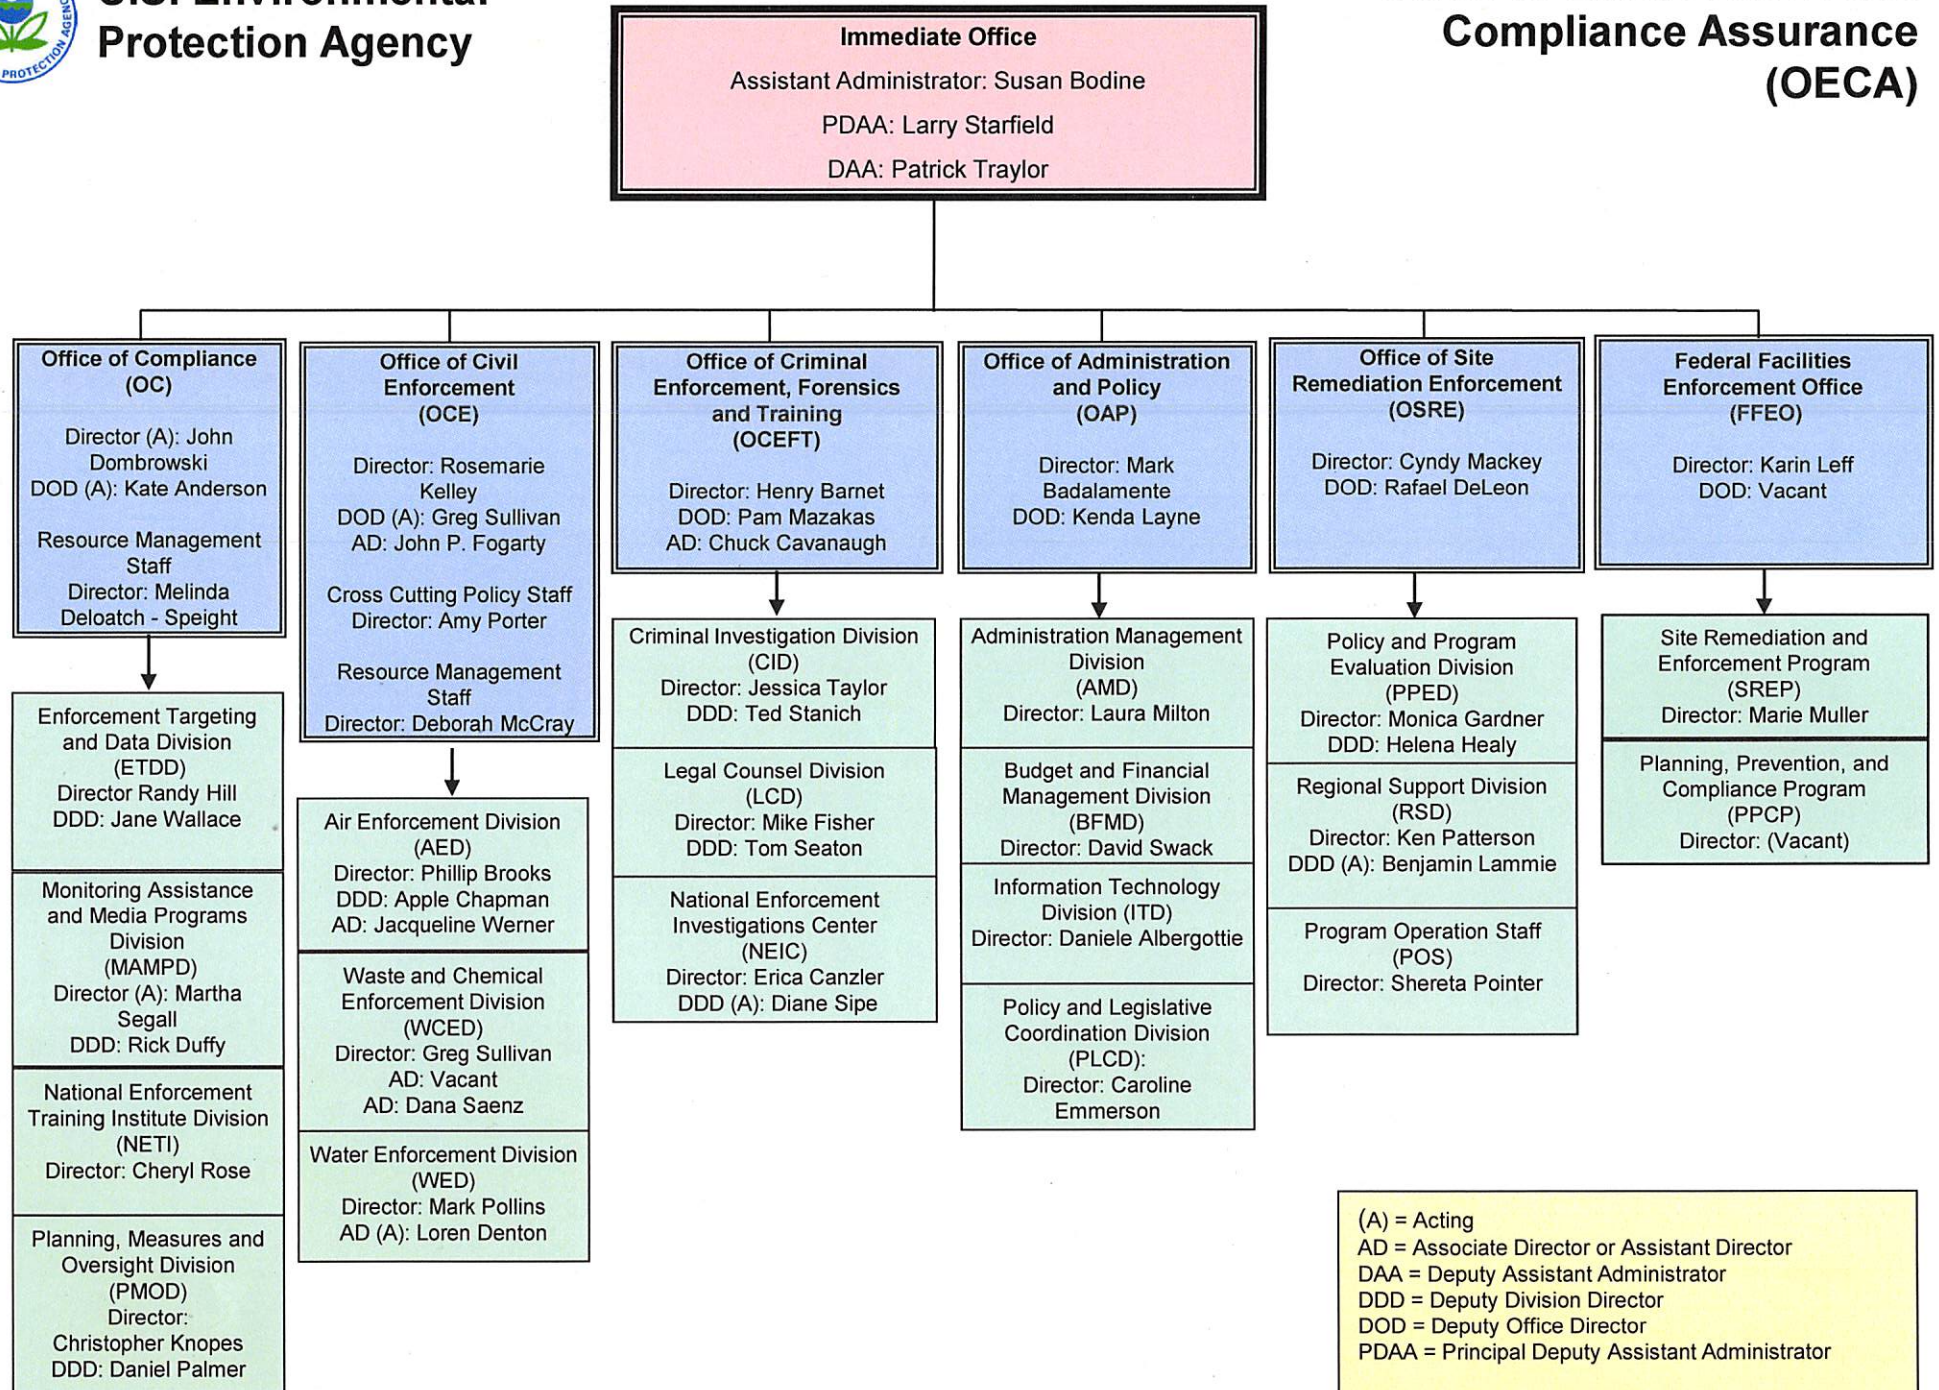 Protection Agency
PROTECTION AGENCY
Compliance Assurance
(OECA)
Immediate Office
Assistant Administrator: Susan Bodine
PDAA: Larry Starfield
DAA: Patrick Traylor
Office of Compliance
(OC)
Director (A): John
Dombrowski
DOD (A): Kate Anderson
Resource Management
Staff
Director: Melinda
Deloatch - Speight
Enforcement Targeting
and Data Division
(ETDD)
Director Randy Hill
DDD: Jane Wallace
Monitoring Assistance
and Media Programs
Division
(MAMPD)
Director (A): Martha
Segall
DDD: Rick Duffy
National Enforcement
Training Institute Division
(NETI)
Director: Cheryl Rose
Planning, Measures and
Oversight Division
(PMOD)
Director:
Christopher Knopes
DDD: Daniel Palmer
Office of Civil
Enforcement
(OCE)
Director: Rosemarie
Kelley
DOD (A): Greg Sullivan
AD: John P. Fogarty
Cross Cutting Policy Staff
Director: Amy Porter
Resource Management
Staff
Director: Deborah McCray
Air Enforcement Division
(AED)
Director: Phillip Brooks
DDD: Apple Chapman
AD: Jacqueline Werner
Waste and Chemical
Enforcement Division
(WCED)
Director: Greg Sullivan
AD: Vacant
AD: Dana Saenz
Water Enforcement Division
(WED)
Director: Mark Pollins
AD (A): Loren Denton
Office of Criminal
Enforcement, Forensics
and Training
(OCEFT)
Director: Henry Barnet
DOD: Pam Mazakas
AD: Chuck Cavanaugh
Criminal Investigation Division
(CID)
Director: Jessica Taylor
DDD: Ted Stanich
Legal Counsel Division
(LCD)
Director: Mike Fisher
DDD: Tom Seaton
National Enforcement
Investigations Center
(NEIC)
Director: Erica Canzler
DDD (A): Diane Sipe
Office of Administration
and Policy
(OAP)
Director: Mark
Badalamente
DOD: Kenda Layne
Administration Management
Division
(AMD)
Director: Laura Milton
Budget and Financial
Management Division
(BFMD)
Director: David Swack
Information Technology
Division (ITD)
Director: Daniele Albergottie
Policy and Legislative
Coordination Division
(PLCD):
Director: Caroline
Emmerson
Office of Site
Remediation Enforcement
(OSRE)
Director: Cyndy Mackey
DOD: Rafael DeLeon
Policy and Program
Evaluation Division
(PPED)
Director: Monica Gardner
DDD: Helena Healy
Regional Support Division
(RSD)
Director: Ken Patterson
DDD (A): Benjamin Lammie
Program Operation Staff
(POS)
Director: Shereta Pointer
Federal Facilities
Enforcement Office
(FFEO)
Director: Karin Leff
DOD: Vacant
Site Remediation and
Enforcement Program
(SREP)
Director: Marie Muller
Planning, Prevention, and
Compliance Program
(PPCP)
Director: (Vacant)
(A) = Acting
AD = Associate Director or Assistant Director
DAA = Deputy Assistant Administrator
DDD = Deputy Division Director
DOD = Deputy Office Director
PDAA = Principal Deputy Assistant Administrator